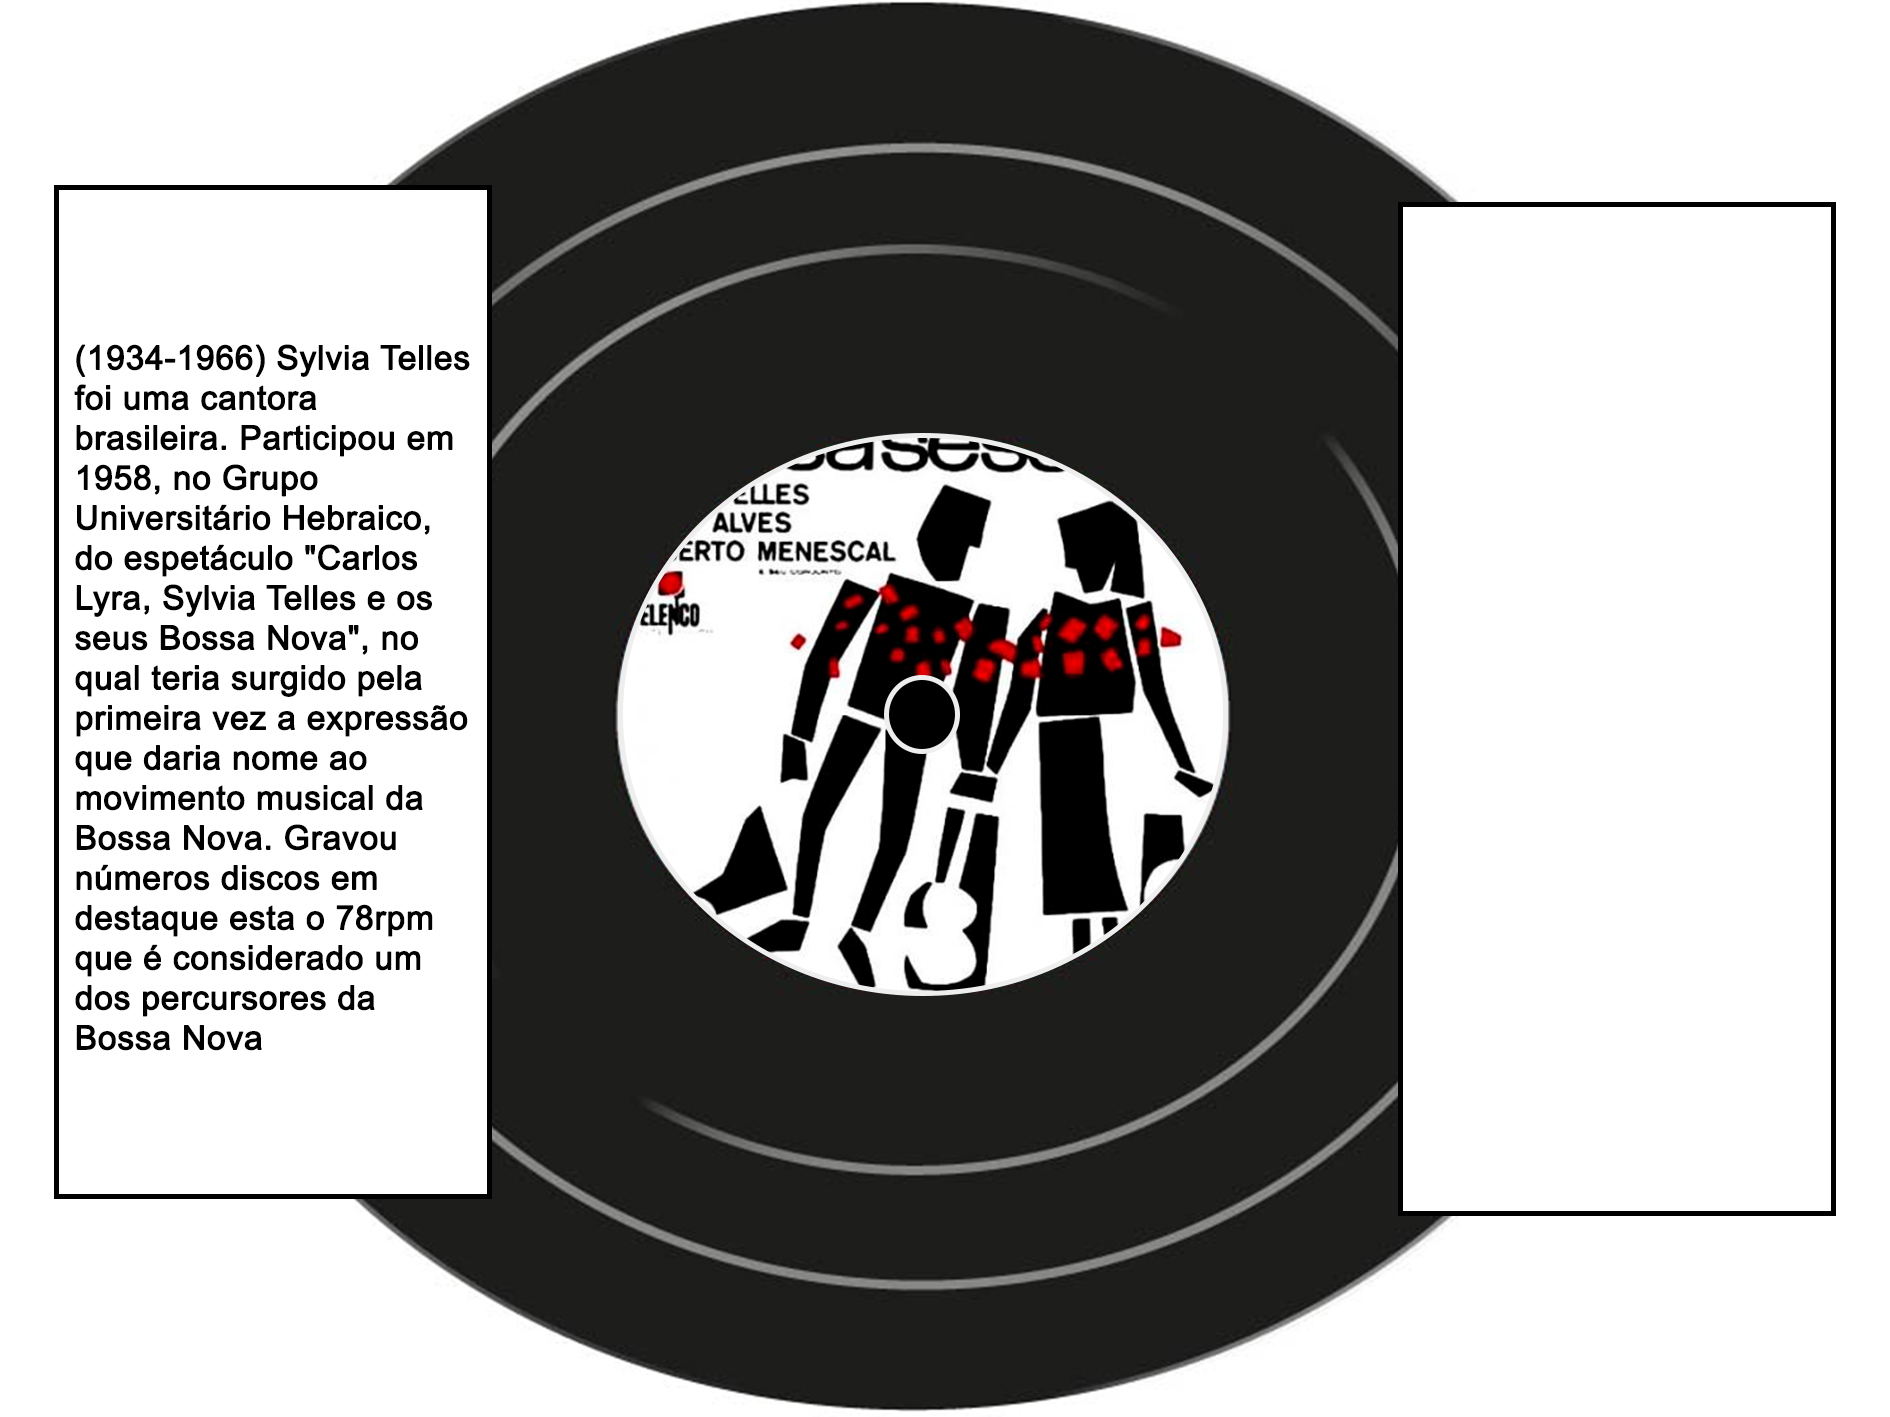 (1934-1966) Sylvia Telles
foi uma cantora
brasileira. Participou em
1958, no Grupo
Universitário Hebraico,
do espetáculo "Carlos
Lyra, Sylvia Telles e os
seus Bossa Nova", no
qual teria surgido pela
primeira vez a expressão
que daria nome ao
movimento musical da
Bossa Nova. Gravou
números discos em
destaque esta o 78rpm
que é considerado um
dos percursores da
Bossa Nova
ELLES
ALVES
ERTO MENESCAL
E SEU CONJUNTO
ELENCO